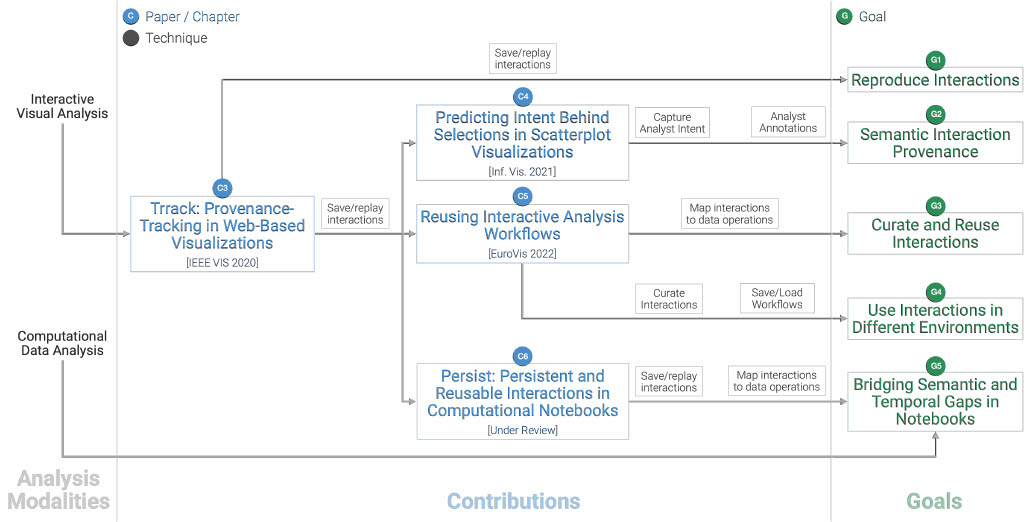 C Paper / Chapter
Technique
G Goal
Interactive
Visual Analysis
Computational
Data Analysis
Save/replay
interactions
C3
Trrack: Provenance-
Tracking in Web-Based
Visualizations
[IEEE VIS 2020]
Save/replay
interactions
C4
Predicting Intent Behind
Selections in Scatterplot
Visualizations
[Inf. Vis. 2021]
Capture
Analyst Intent
Analyst
Annotations
C5
Reusing Interactive Analysis
Workflows
[EuroVis 2022]
Map interactions
to data operations
Curate
Interactions
Save/Load
Workflows
C6
Persist: Persistent and
Reusable Interactions in
Computational Notebooks
[Under Review]
Save/replay
interactions
Map interactions
to data operations
G1
Reproduce Interactions
G2
Semantic Interaction
Provenance
G3
Curate and Reuse
Interactions
G4
Use Interactions in
Different Environments
G5
Bridging Semantic and
Temporal Gaps in
Notebooks
Analysis
Modalities
Contributions
Goals